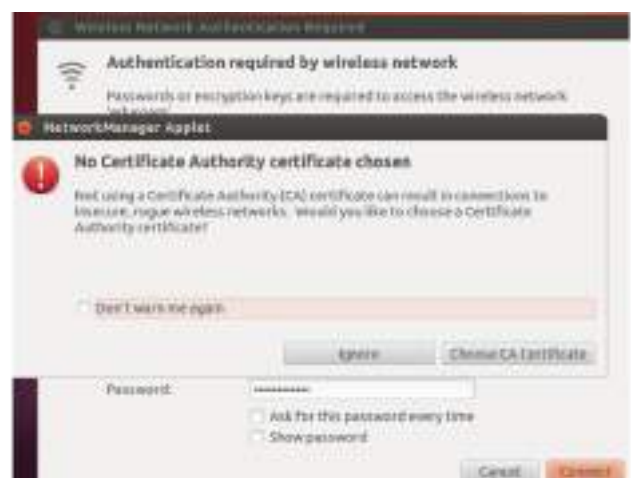 Wireless Network Authentication Required
Authentication required by wireless network
Passwords or encryption keys are required to access the wireless network
NetworkManager Applet
No Certificate Authority certificate chosen
Not using a Certificate Authority (CA) certificate can result in connections to
insecure, rogue wireless networks. Would you like to choose a Certificate
Authority certificate?
Don't warn me again
Ignore
Choose CA Certificate
Password:
Ask for this password every time
Show password
Cancel
Connect